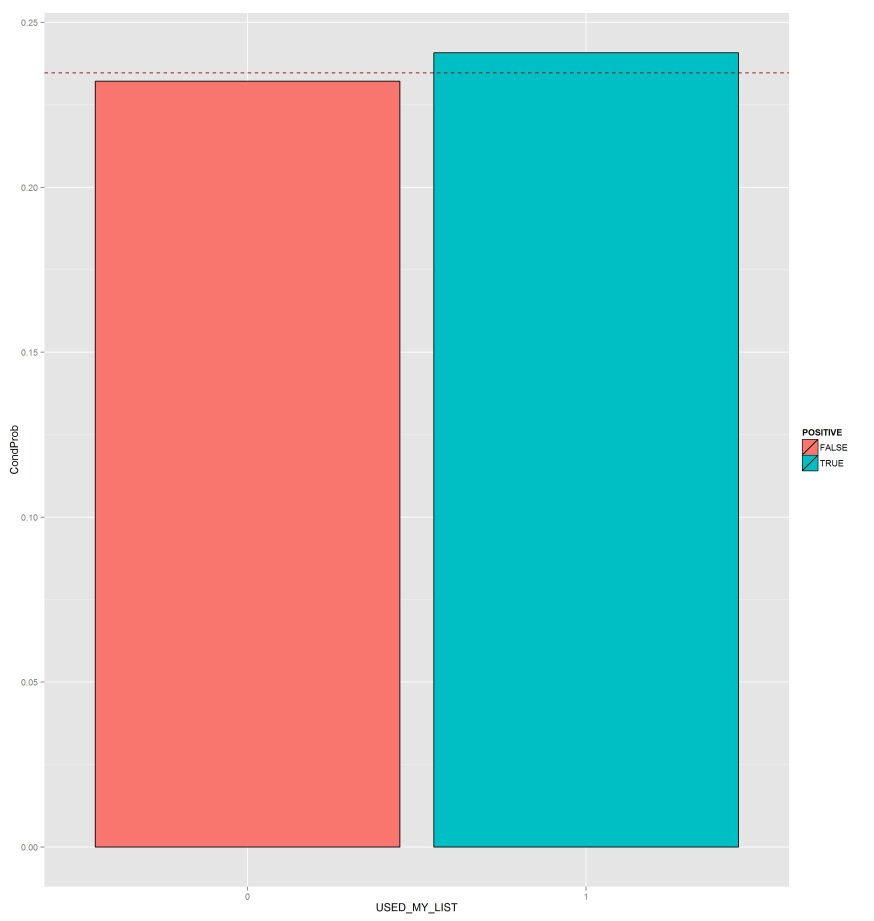 0.25
0.20
0.15
0.10
0.05
0.00
CondProb
0
1
USED_MY_LIST
POSITIVE
FALSE
TRUE